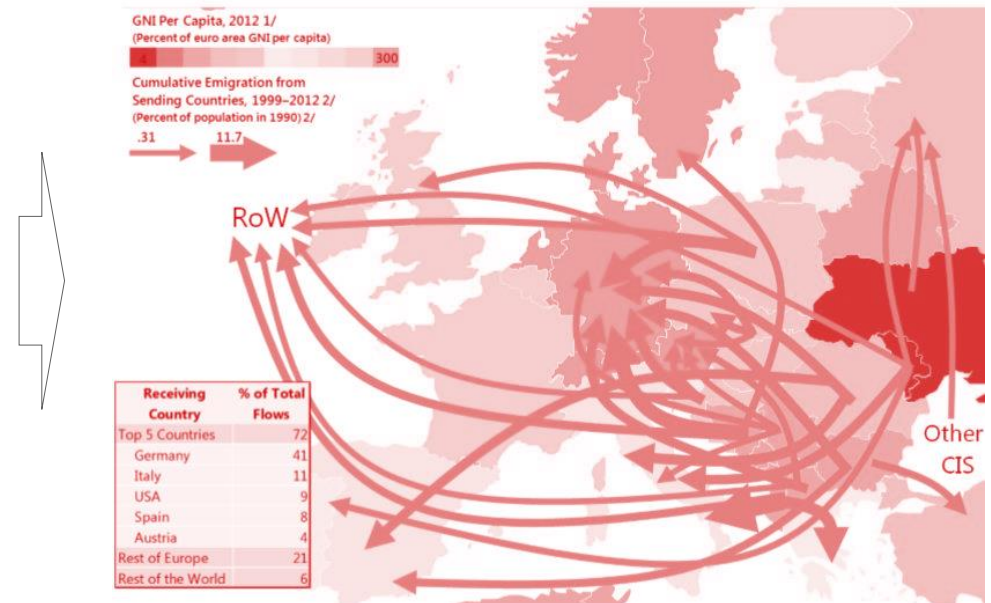 GNI Per Capita, 2012 1/
(Percent of euro area GNI per capita)
4 300
Cumulative Emigration from
Sending Countries, 1999–2012 2/
(Percent of population in 1990) 2/
.31 11.7
RoW
Receiving Country % of Total Flows
Top 5 Countries 72
Germany 41
Italy 11
USA 9
Spain 8
Austria 4
Rest of Europe 21
Rest of the World 6
Other
CIS